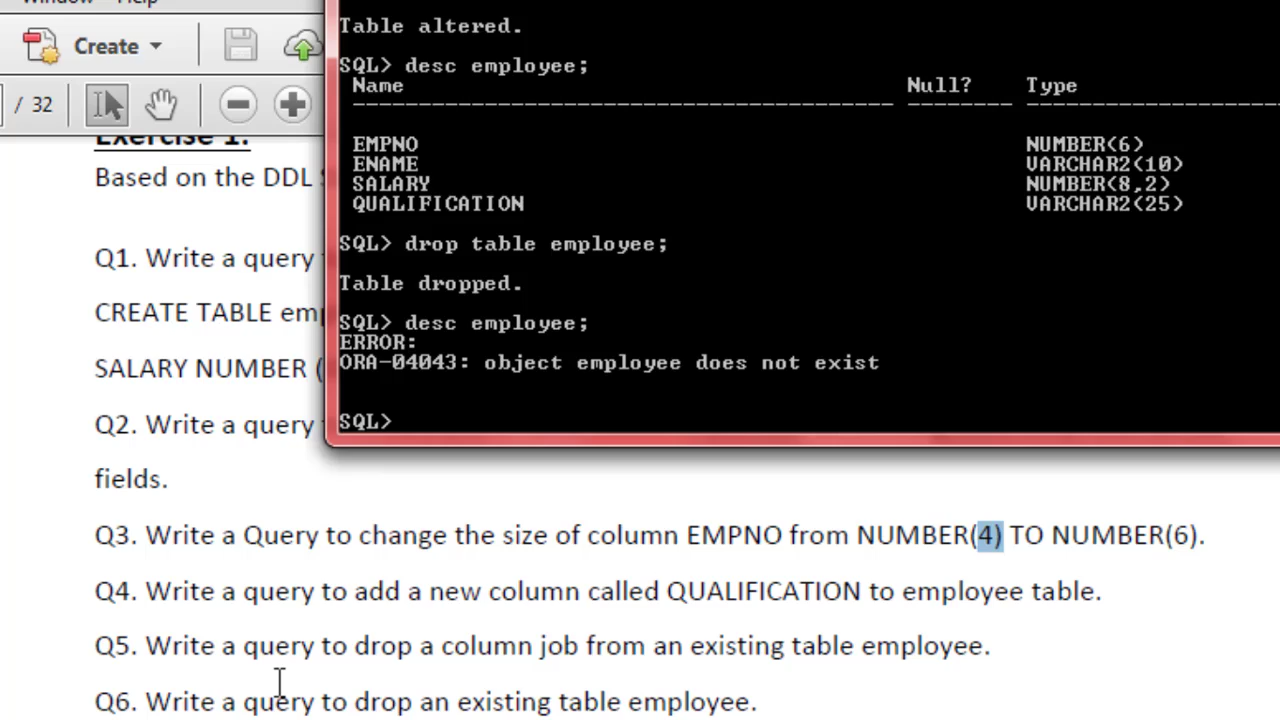 Window Help
Create
/ 32
Table altered.
SQL> desc employee;
Name Null? Type
EMPNO NUMBER(6)
ENAME VARCHAR2(10)
SALARY NUMBER(8,2)
QUALIFICATION VARCHAR2(25)
SQL> drop table employee;
Table dropped.
SQL> desc employee;
ERROR:
ORA-04043: object employee does not exist
SQL>
Exercise 1:
Based on the DDL
Q1. Write a query
CREATE TABLE emp
SALARY NUMBER (
Q2. Write a query
fields.
Q3. Write a Query to change the size of column EMPNO from NUMBER(4) TO NUMBER(6).
Q4. Write a query to add a new column called QUALIFICATION to employee table.
Q5. Write a query to drop a column job from an existing table employee.
Q6. Write a query to drop an existing table employee.